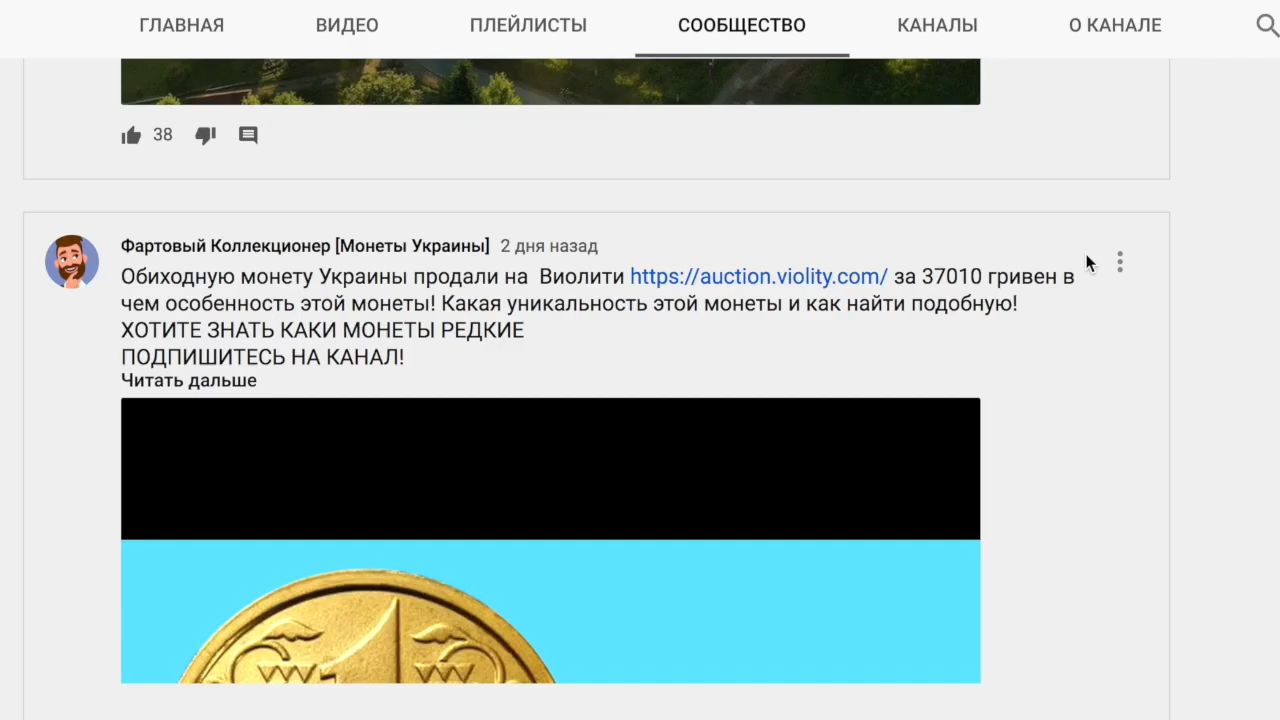 ГЛАВНАЯ ВИДЕО ПЛЕЙЛИСТЫ СООБЩЕСТВО КАНАЛЫ О КАНАЛЕ
38
Фартовый Коллекционер [Монеты Украины] 2 дня назад
Обиходную монету Украины продали на Виолити https://auction.violity.com/ за 37010 гривен в
чем особенность этой монеты! Какая уникальность этой монеты и как найти подобную!
ХОТИТЕ ЗНАТЬ КАКИ МОНЕТЫ РЕДКИЕ
ПОДПИШИТЕСЬ НА КАНАЛ!
Читать дальше
1